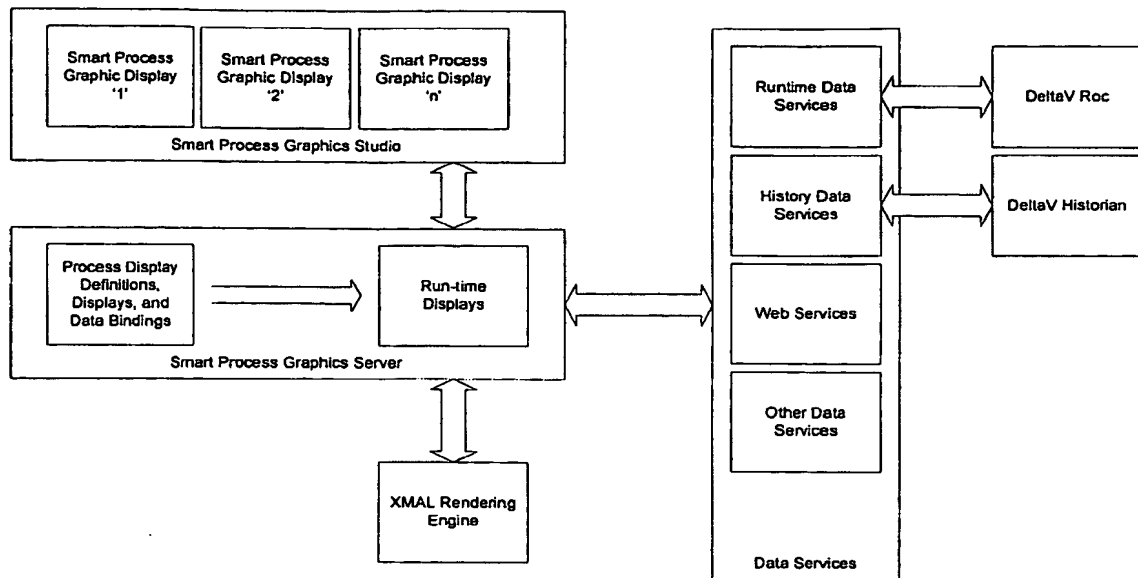 Smart Process
Graphic Display
'1'
Smart Process
Graphic Display
'2'
Smart Process
Graphic Display
'n'
Smart Process Graphics Studio
Process Display
Definitions,
Displays, and
Data Bindings
Run-time
Displays
Smart Process Graphics Server
XMAL Rendering
Engine
Runtime Data
Services
History Data
Services
Web Services
Other Data
Services
Data Services
DeltaV Roc
DeltaV Historian